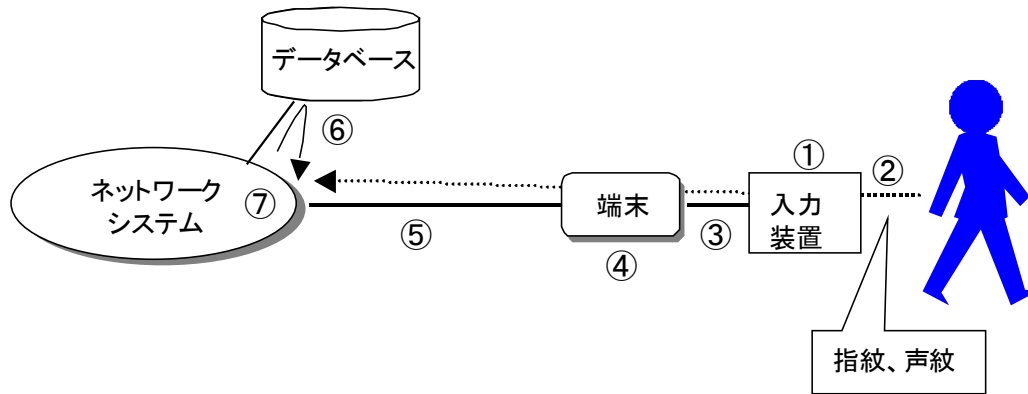 データベース
⑥
① ②
ネットワーク
システム
⑦
端末
入力
装置
⑤
③
④
指紋、声紋